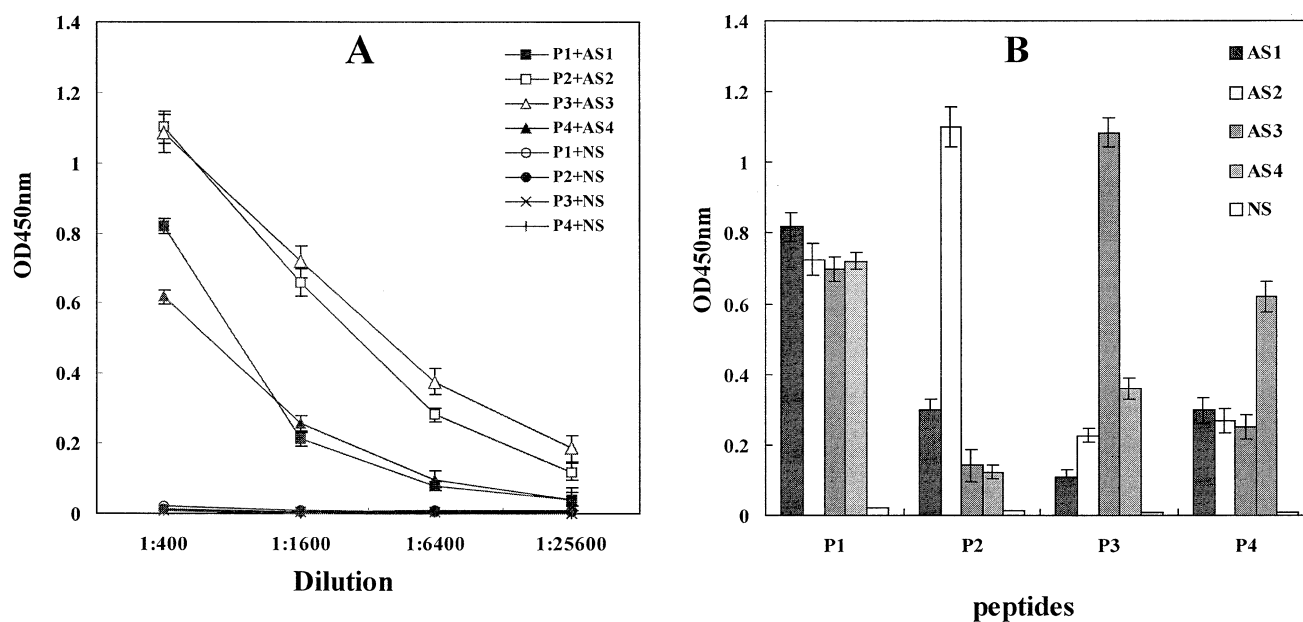 A
OD450nm
1.4
1.2
1
0.8
0.6
0.4
0.2
0
1:400
1:1600
1:6400
1:25600
Dilution
P1+AS1
P2+AS2
P3+AS3
P4+AS4
P1+NS
P2+NS
P3+NS
P4+NS
B
OD450nm
1.4
1.2
1
0.8
0.6
0.4
0.2
0
P1
P2
P3
P4
peptides
AS1
AS2
AS3
AS4
NS